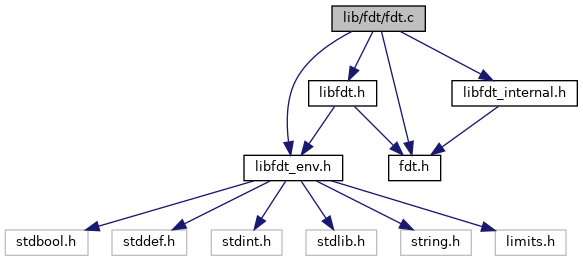 lib/fdt/fdt.c
libfdt.h
libfdt_internal.h
libfdt_env.h
fdt.h
stdbool.h
stddef.h
stdint.h
stdlib.h
string.h
limits.h